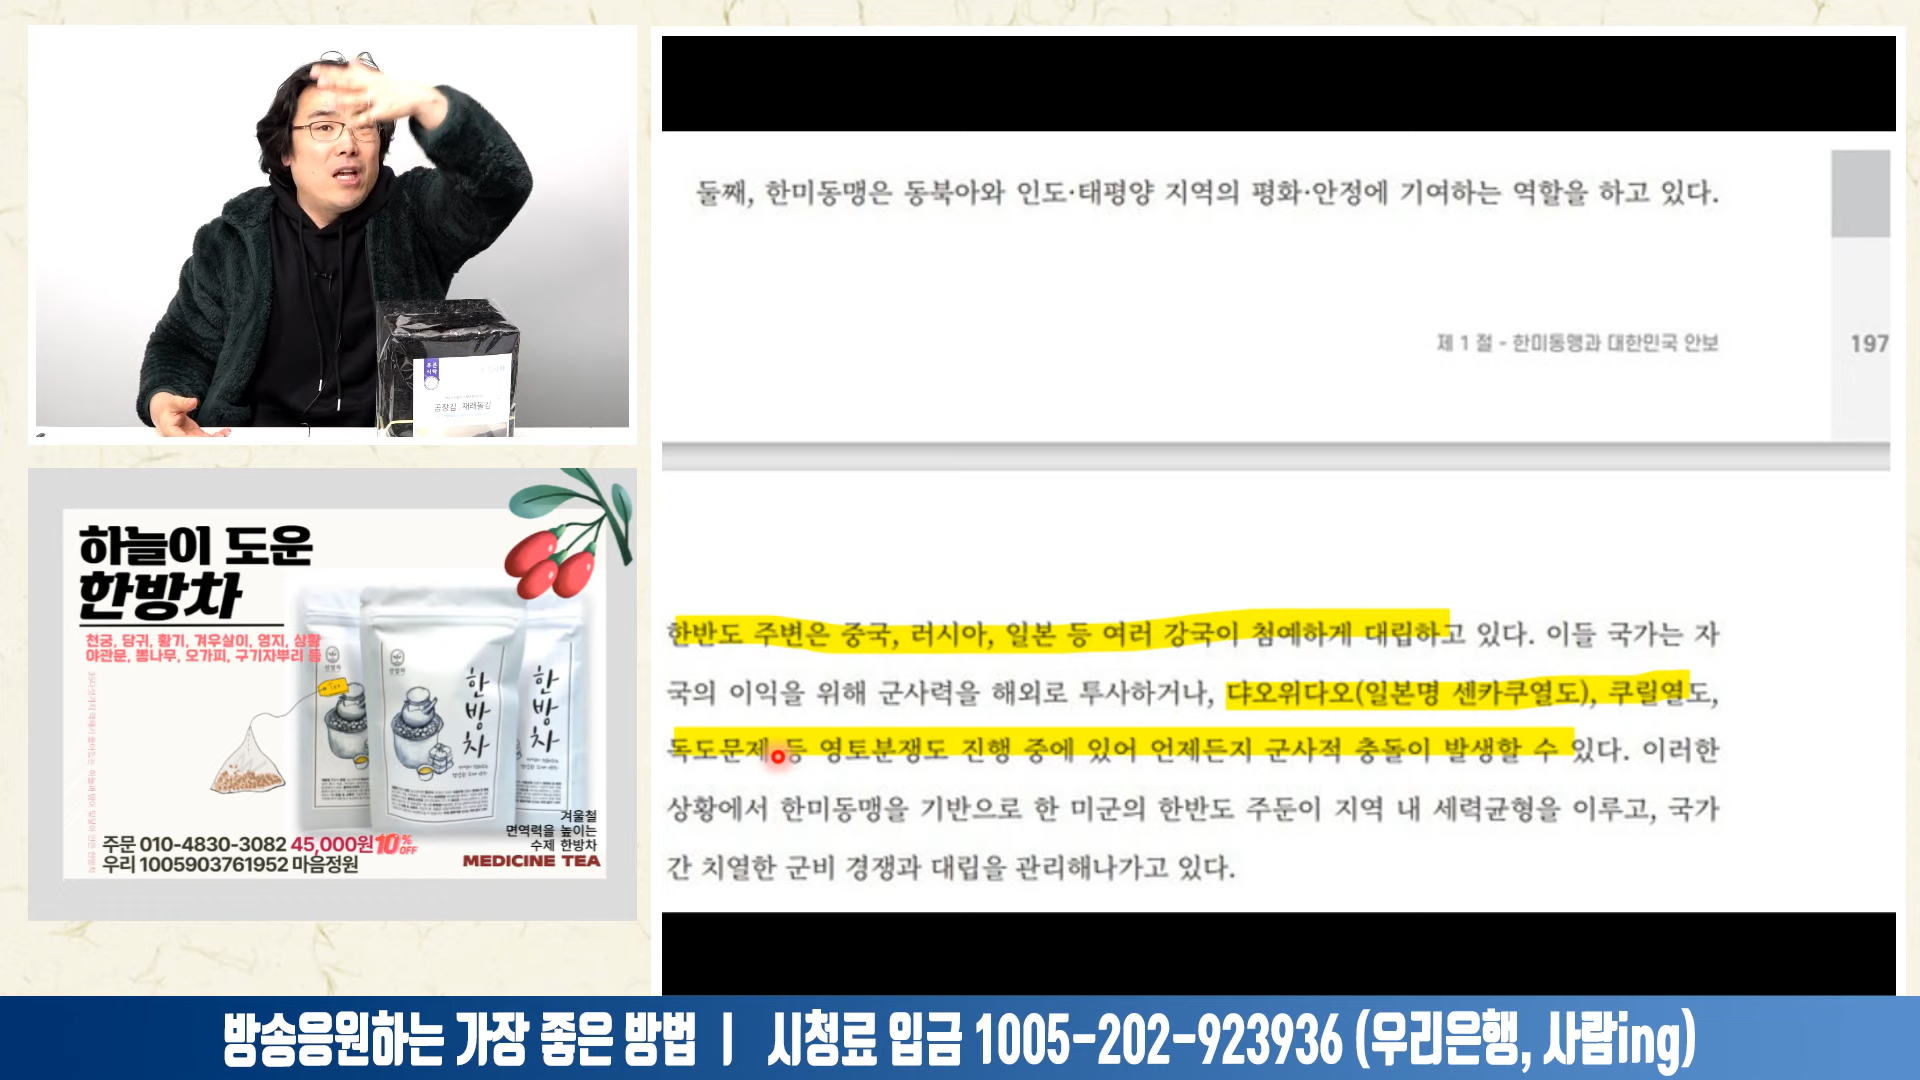 푸른
시작
곰창김, 재래돌김
하늘이 도운
한방차
천궁, 당귀, 황기, 겨우살이, 영지, 상황
야관문, 뽕나무, 오가피, 구기자뿌리 등
한방차
한방차
겨울철
면역력을 높이는
수제 한방차
MEDICINE TEA
주문 010-4830-3082 45,000원 10% OFF
우리 1005903761952 마음정원
둘째, 한미동맹은 동북아와 인도·태평양 지역의 평화·안정에 기여하는 역할을 하고 있다.
제 1 절 - 한미동맹과 대한민국 안보 197
한반도 주변은 중국, 러시아, 일본 등 여러 강국이 첨예하게 대립하고 있다. 이들 국가는 자
국의 이익을 위해 군사력을 해외로 투사하거나, 댜오위다오(일본명 센카쿠열도), 쿠릴열도,
독도문제 등 영토분쟁도 진행 중에 있어 언제든지 군사적 충돌이 발생할 수 있다. 이러한
상황에서 한미동맹을 기반으로 한 미군의 한반도 주둔이 지역 내 세력균형을 이루고, 국가
간 치열한 군비 경쟁과 대립을 관리해나가고 있다.
방송응원하는 가장 좋은 방법 ㅣ 시청료 입금 1005-202-923936 (우리은행, 사람ing)